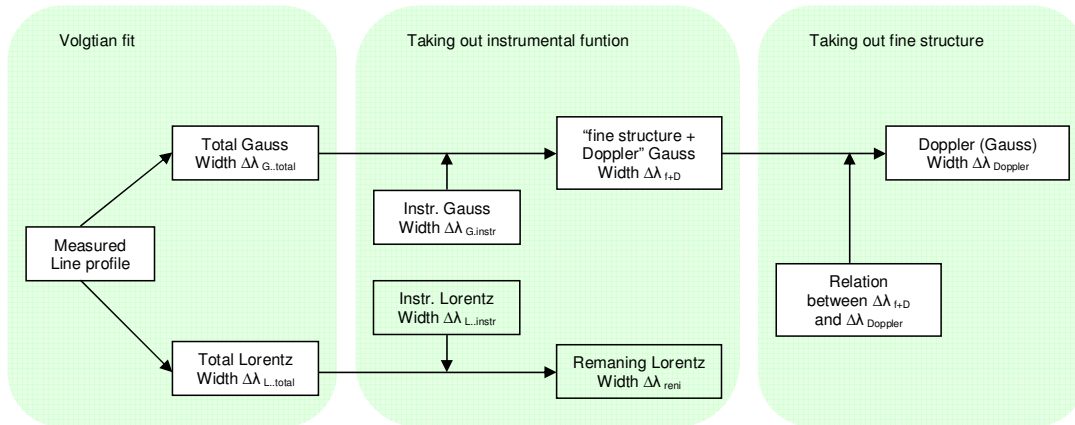 Volgtian fit
Taking out instrumental funtion
Taking out fine structure
Total Gauss
Width Δλ G..total
“fine structure +
Doppler” Gauss
Width Δλ f+D
Doppler (Gauss)
Width Δλ Doppler
Instr. Gauss
Width Δλ G.instr
Measured
Line profile
Instr. Lorentz
Width Δλ L..instr
Relation
between Δλ f+D
and Δλ Doppler
Total Lorentz
Width Δλ L..total
Remaning Lorentz
Width Δλ reni